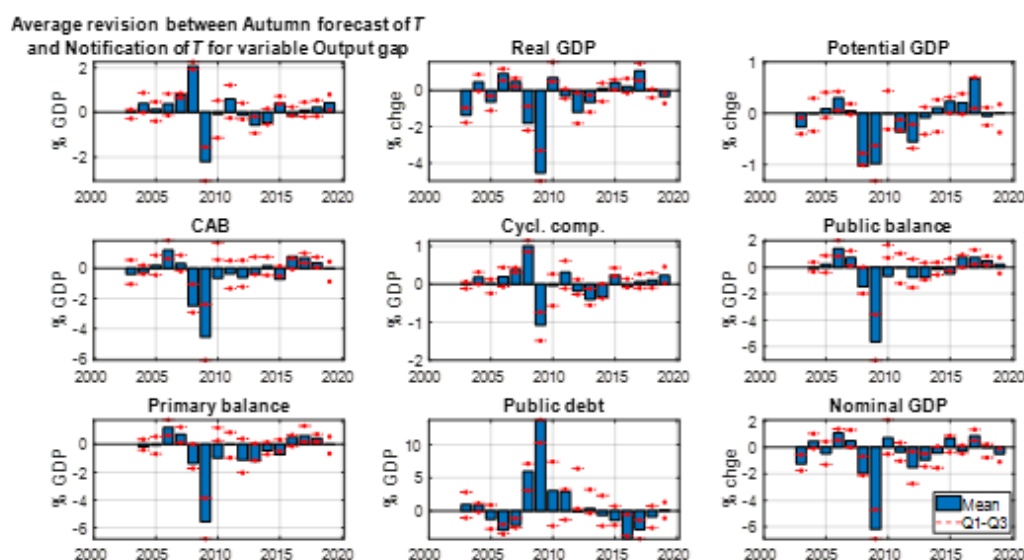 Average revision between Autumn forecast of T
and Notification of T for variable Output gap
Real GDP
Potential GDP
% GDP
2
0
-2
2000 2005 2010 2015 2020
% chge
0
-2
-4
2000 2005 2010 2015 2020
% GDP
1
0
-1
2000 2005 2010 2015 2020
CAB
Cycl. comp.
Public balance
% GDP
2
0
-2
-4
-6
2000 2005 2010 2015 2020
% GDP
1
0
-1
-2
2000 2005 2010 2015 2020
% GDP
2
0
-2
-4
-6
2000 2005 2010 2015 2020
Primary balance
Public debt
Nominal GDP
% GDP
0
-2
-4
-6
2000 2005 2010 2015 2020
% GDP
10
5
0
2000 2005 2010 2015 2020
% chge
2
0
-2
-4
-6
2000 2005 2010 2015 2020
Mean
Q1-Q3